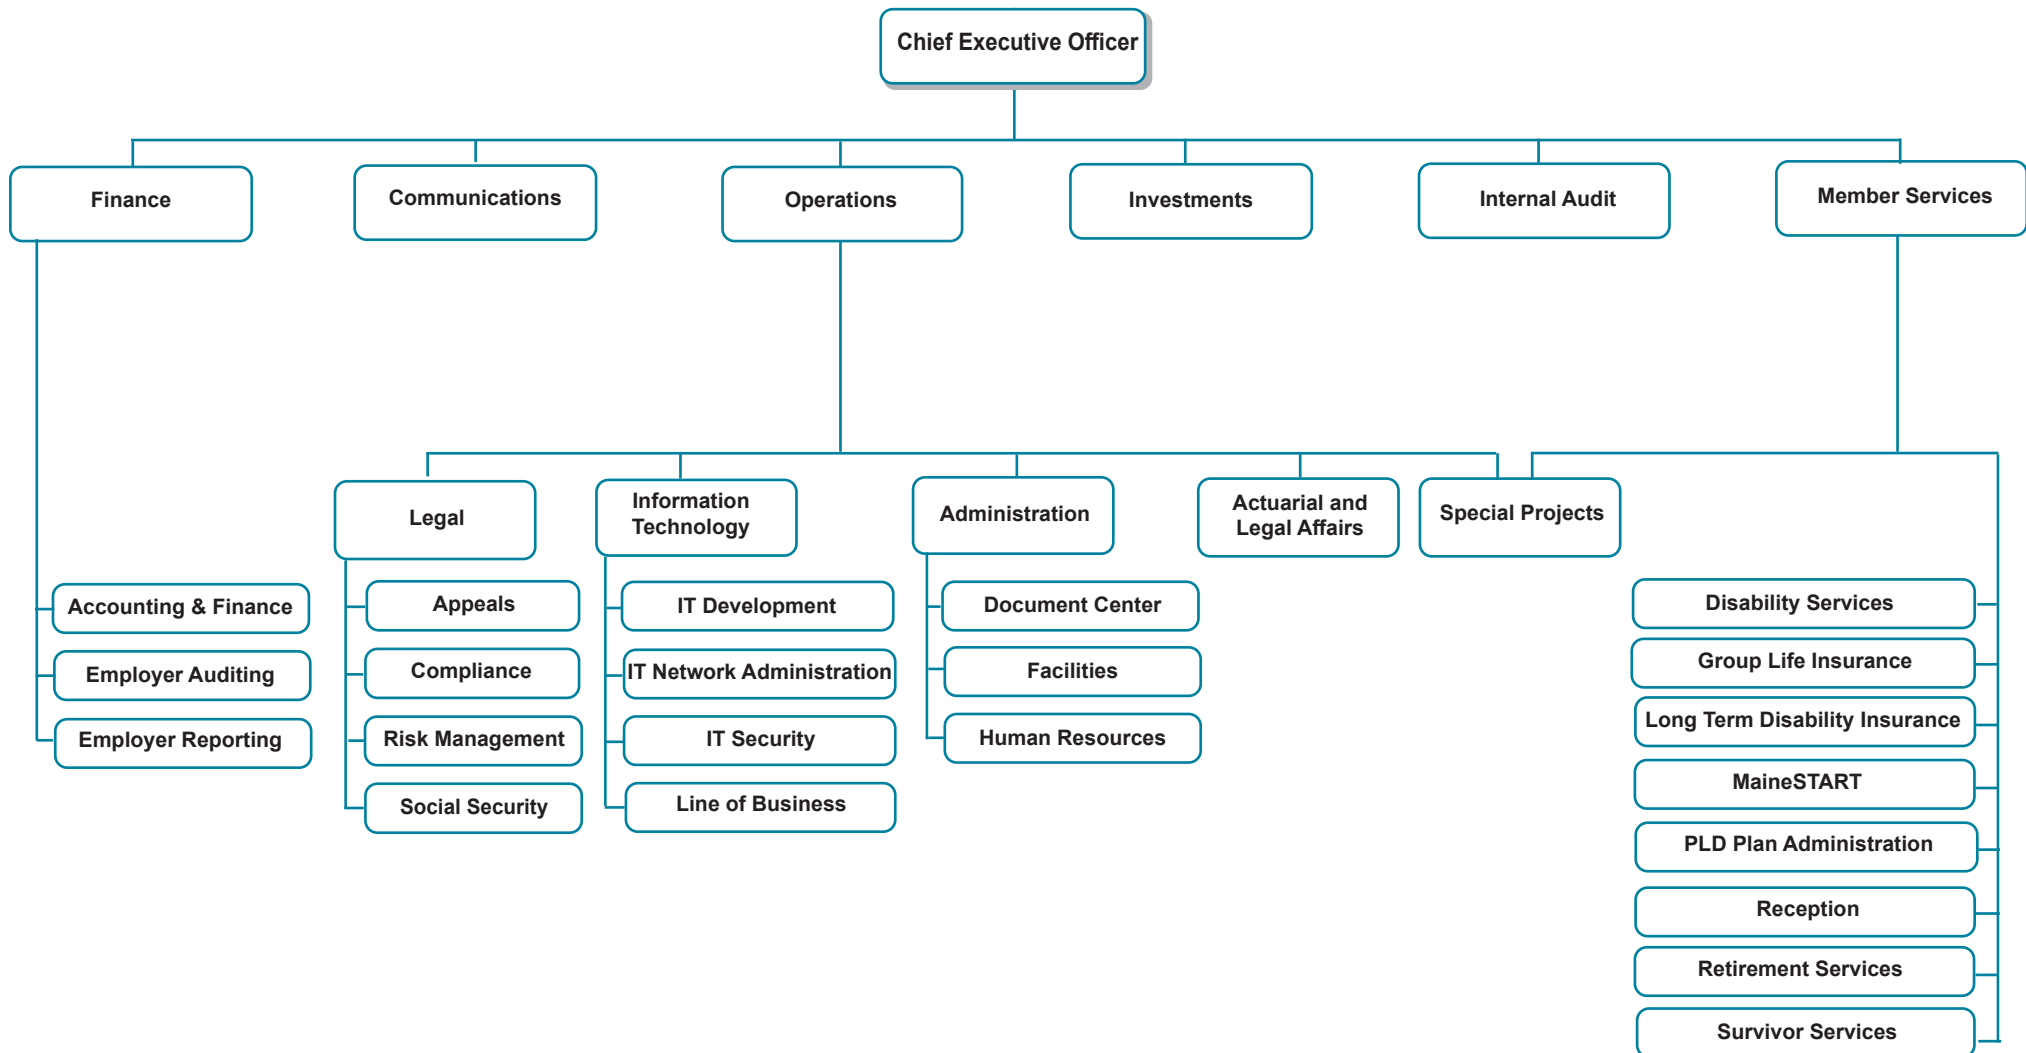 Chief Executive Officer
Finance
Communications
Operations
Investments
Internal Audit
Member Services
Legal
Information
Technology
Administration
Actuarial and
Legal Affairs
Special Projects
Accounting & Finance
Employer Auditing
Employer Reporting
Appeals
Compliance
Risk Management
Social Security
IT Development
IT Network Administration
IT Security
Line of Business
Document Center
Facilities
Human Resources
Disability Services
Group Life Insurance
Long Term Disability Insurance
MaineSTART
PLD Plan Administration
Reception
Retirement Services
Survivor Services